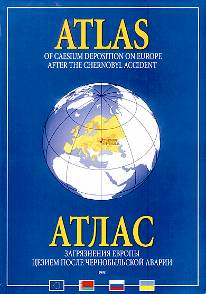 ATLAS
OF CAESIUM DEPOSITION ON EUROPE
AFTER THE CHERNOBYL ACCIDENT
АТЛАС
ЗАГРЯЗНЕНИЯ ЕВРОПЫ
ЦЕЗИЕМ ПОСЛЕ ЧЕРНОБЫЛЬСКОЙ АВАРИИ